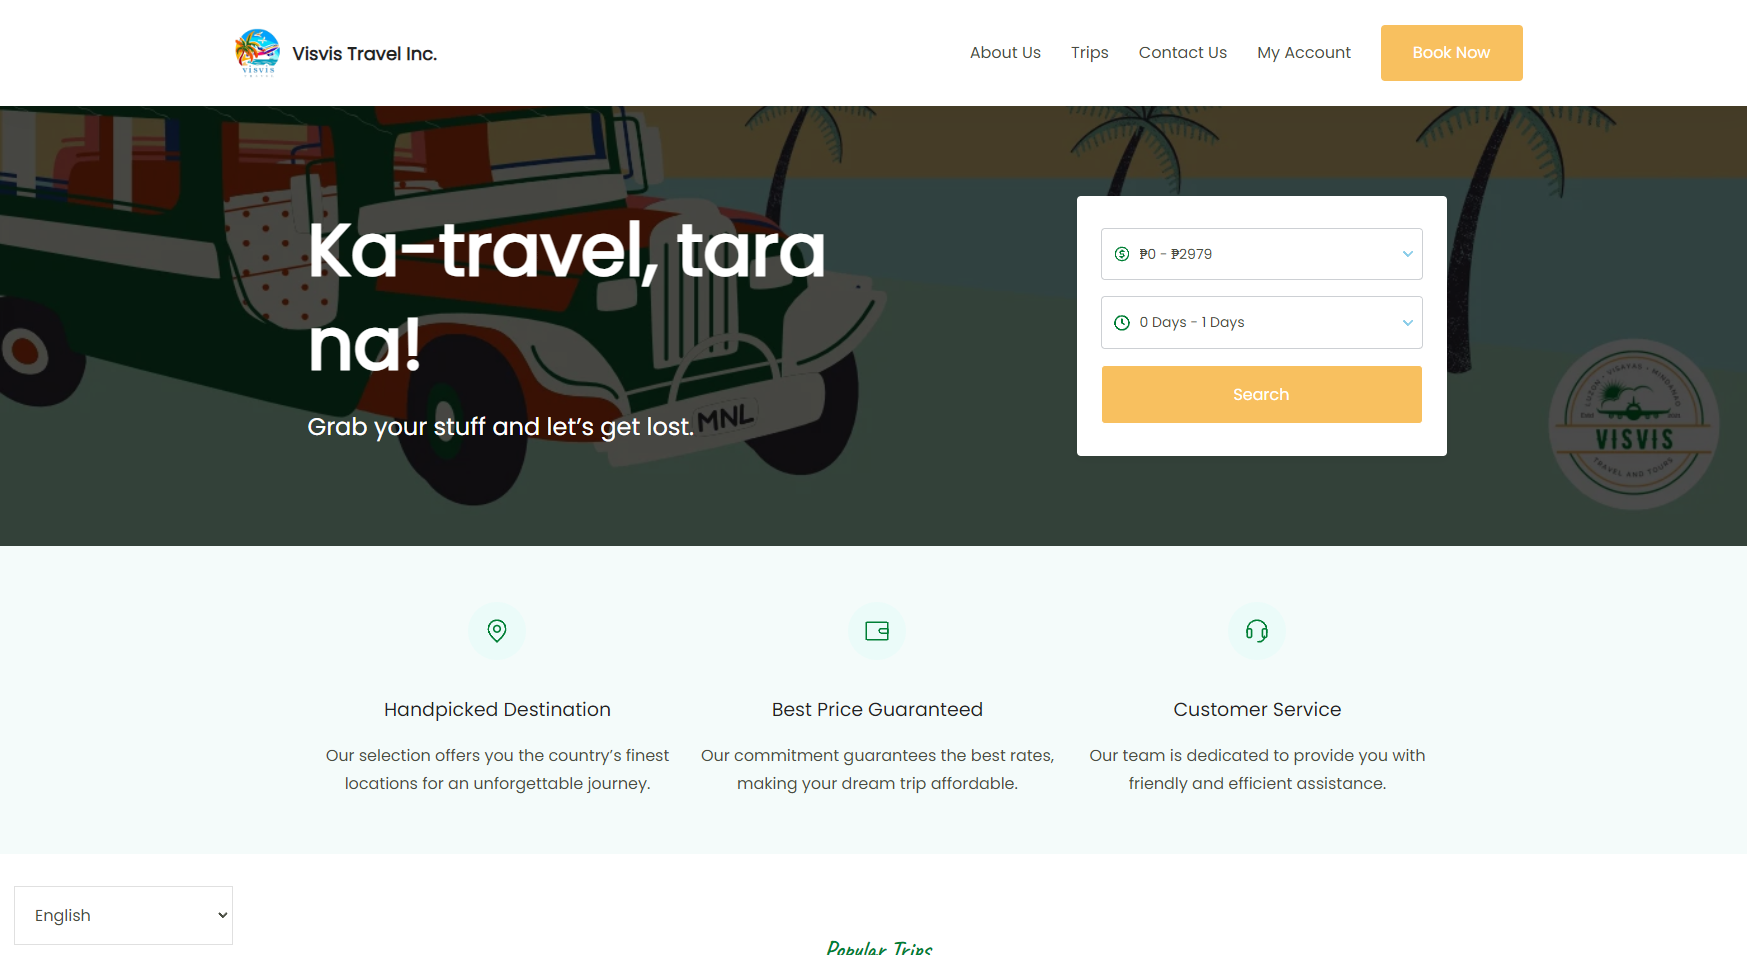 visvis
TRAVEL
Visvis Travel Inc.
About Us
Trips
Contact Us
My Account
Book Now
Ka-travel, tara
na!
Grab your stuff and let’s get lost.
MNL
₱0 - ₱2979
0 Days - 1 Days
Search
LUZON • VISAYAS • MINDANAO
VISVIS
TRAVEL AND TOURS
Handpicked Destination
Our selection offers you the country’s finest
locations for an unforgettable journey.
Best Price Guaranteed
Our commitment guarantees the best rates,
making your dream trip affordable.
Customer Service
Our team is dedicated to provide you with
friendly and efficient assistance.
English
Popular Trips